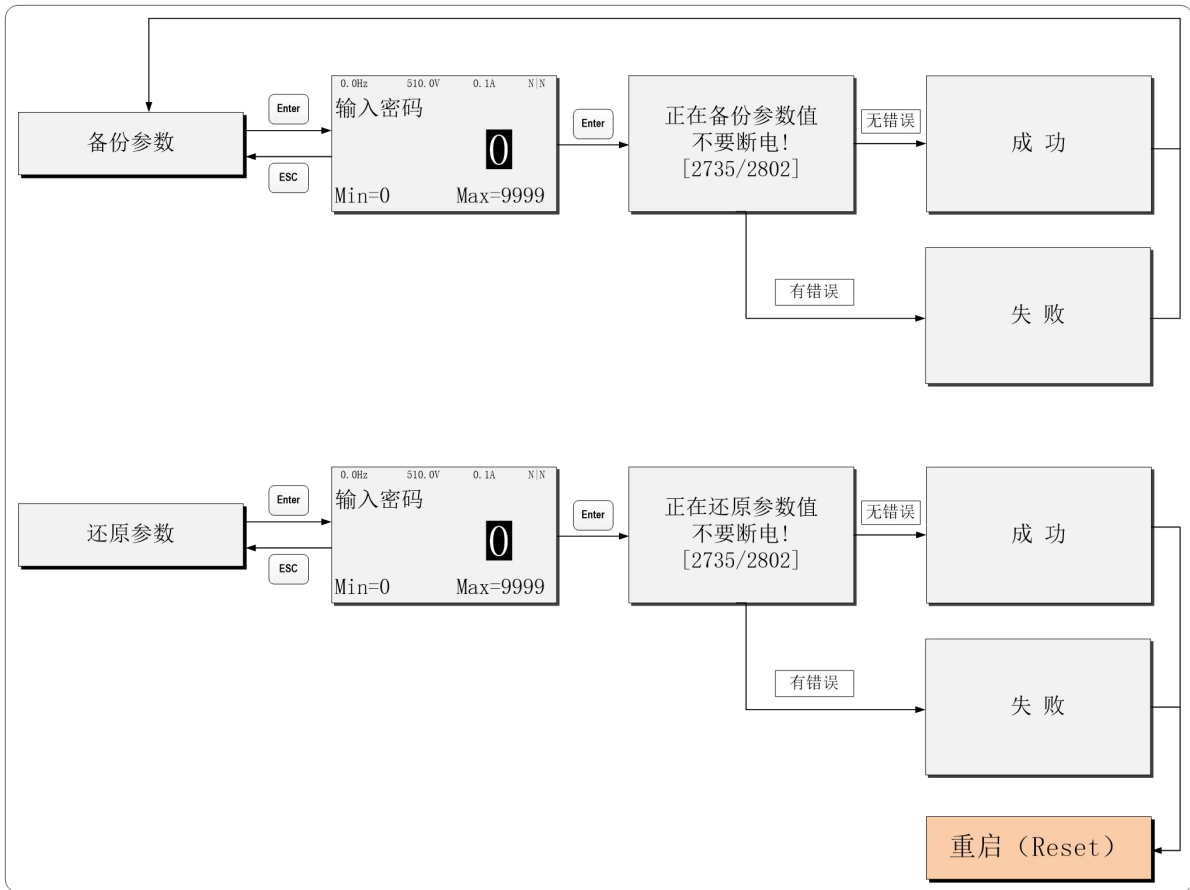 备份参数
Enter
ESC
0.0Hz 510.0V 0.1A N|N
输入密码
0
Min=0 Max=9999
Enter
正在备份参数值
不要断电!
[2735/2802]
无错误
成 功
有错误
失 败
还原参数
Enter
ESC
0.0Hz 510.0V 0.1A N|N
输入密码
0
Min=0 Max=9999
Enter
正在还原参数值
不要断电!
[2735/2802]
无错误
成 功
有错误
失 败
重启（Reset）